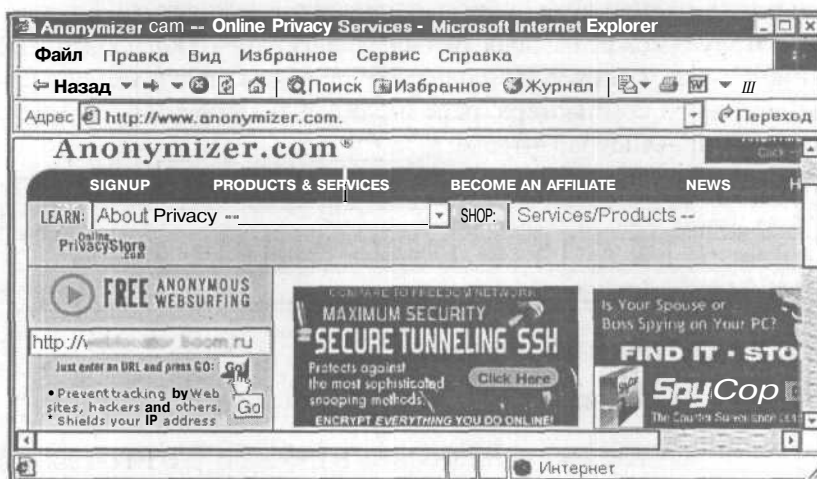 Anonymizer cam -- Online Privacy Services - Microsoft Internet Explorer
Файл Правка Вид Избранное Сервис Справка
Назад Поиск Избранное Журнал
Адрес http://www.anonymizer.com. Переход
Anonymizer.com®
SIGNUP PRODUCTS & SERVICES BECOME AN AFFILIATE NEWS H
LEARN: About Privacy -- SHOP: Services/Products --
Online
PrivacyStore
.com
FREE ANONYMOUS
WEBSURFING
http:// boom.ru
Just enter an URL and press GO: Go!
Go
• Prevent tracking by Web
sites, hackers and others.
* Shields your IP address
COMPARE TO FREEDOM NETWORK
MAXIMUM SECURITY
SECURE TUNNELING SSH
Protects against
the most sophisticated
snooping methods.
Click Here
ENCRYPT EVERYTHING YOU DO ONLINE!
Is Your Spouse or
Boss Spying on Your PC?
FIND IT • STO
SpyCop
The Counter Surveillance
Интернет